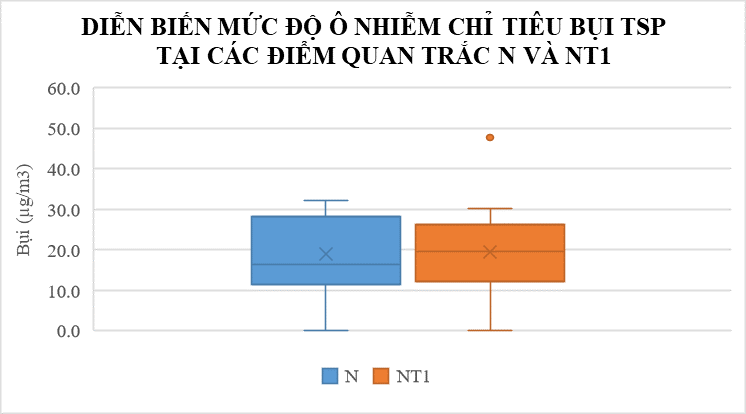 DIỄN BIẾN MỨC ĐỘ Ô NHIỄM CHỈ TIÊU BỤI TSP
TẠI CÁC ĐIỂM QUAN TRẮC N VÀ NT1
60.0
50.0
40.0
30.0
20.0
10.0
0.0
Bụi (µg/m3)
N
NT1